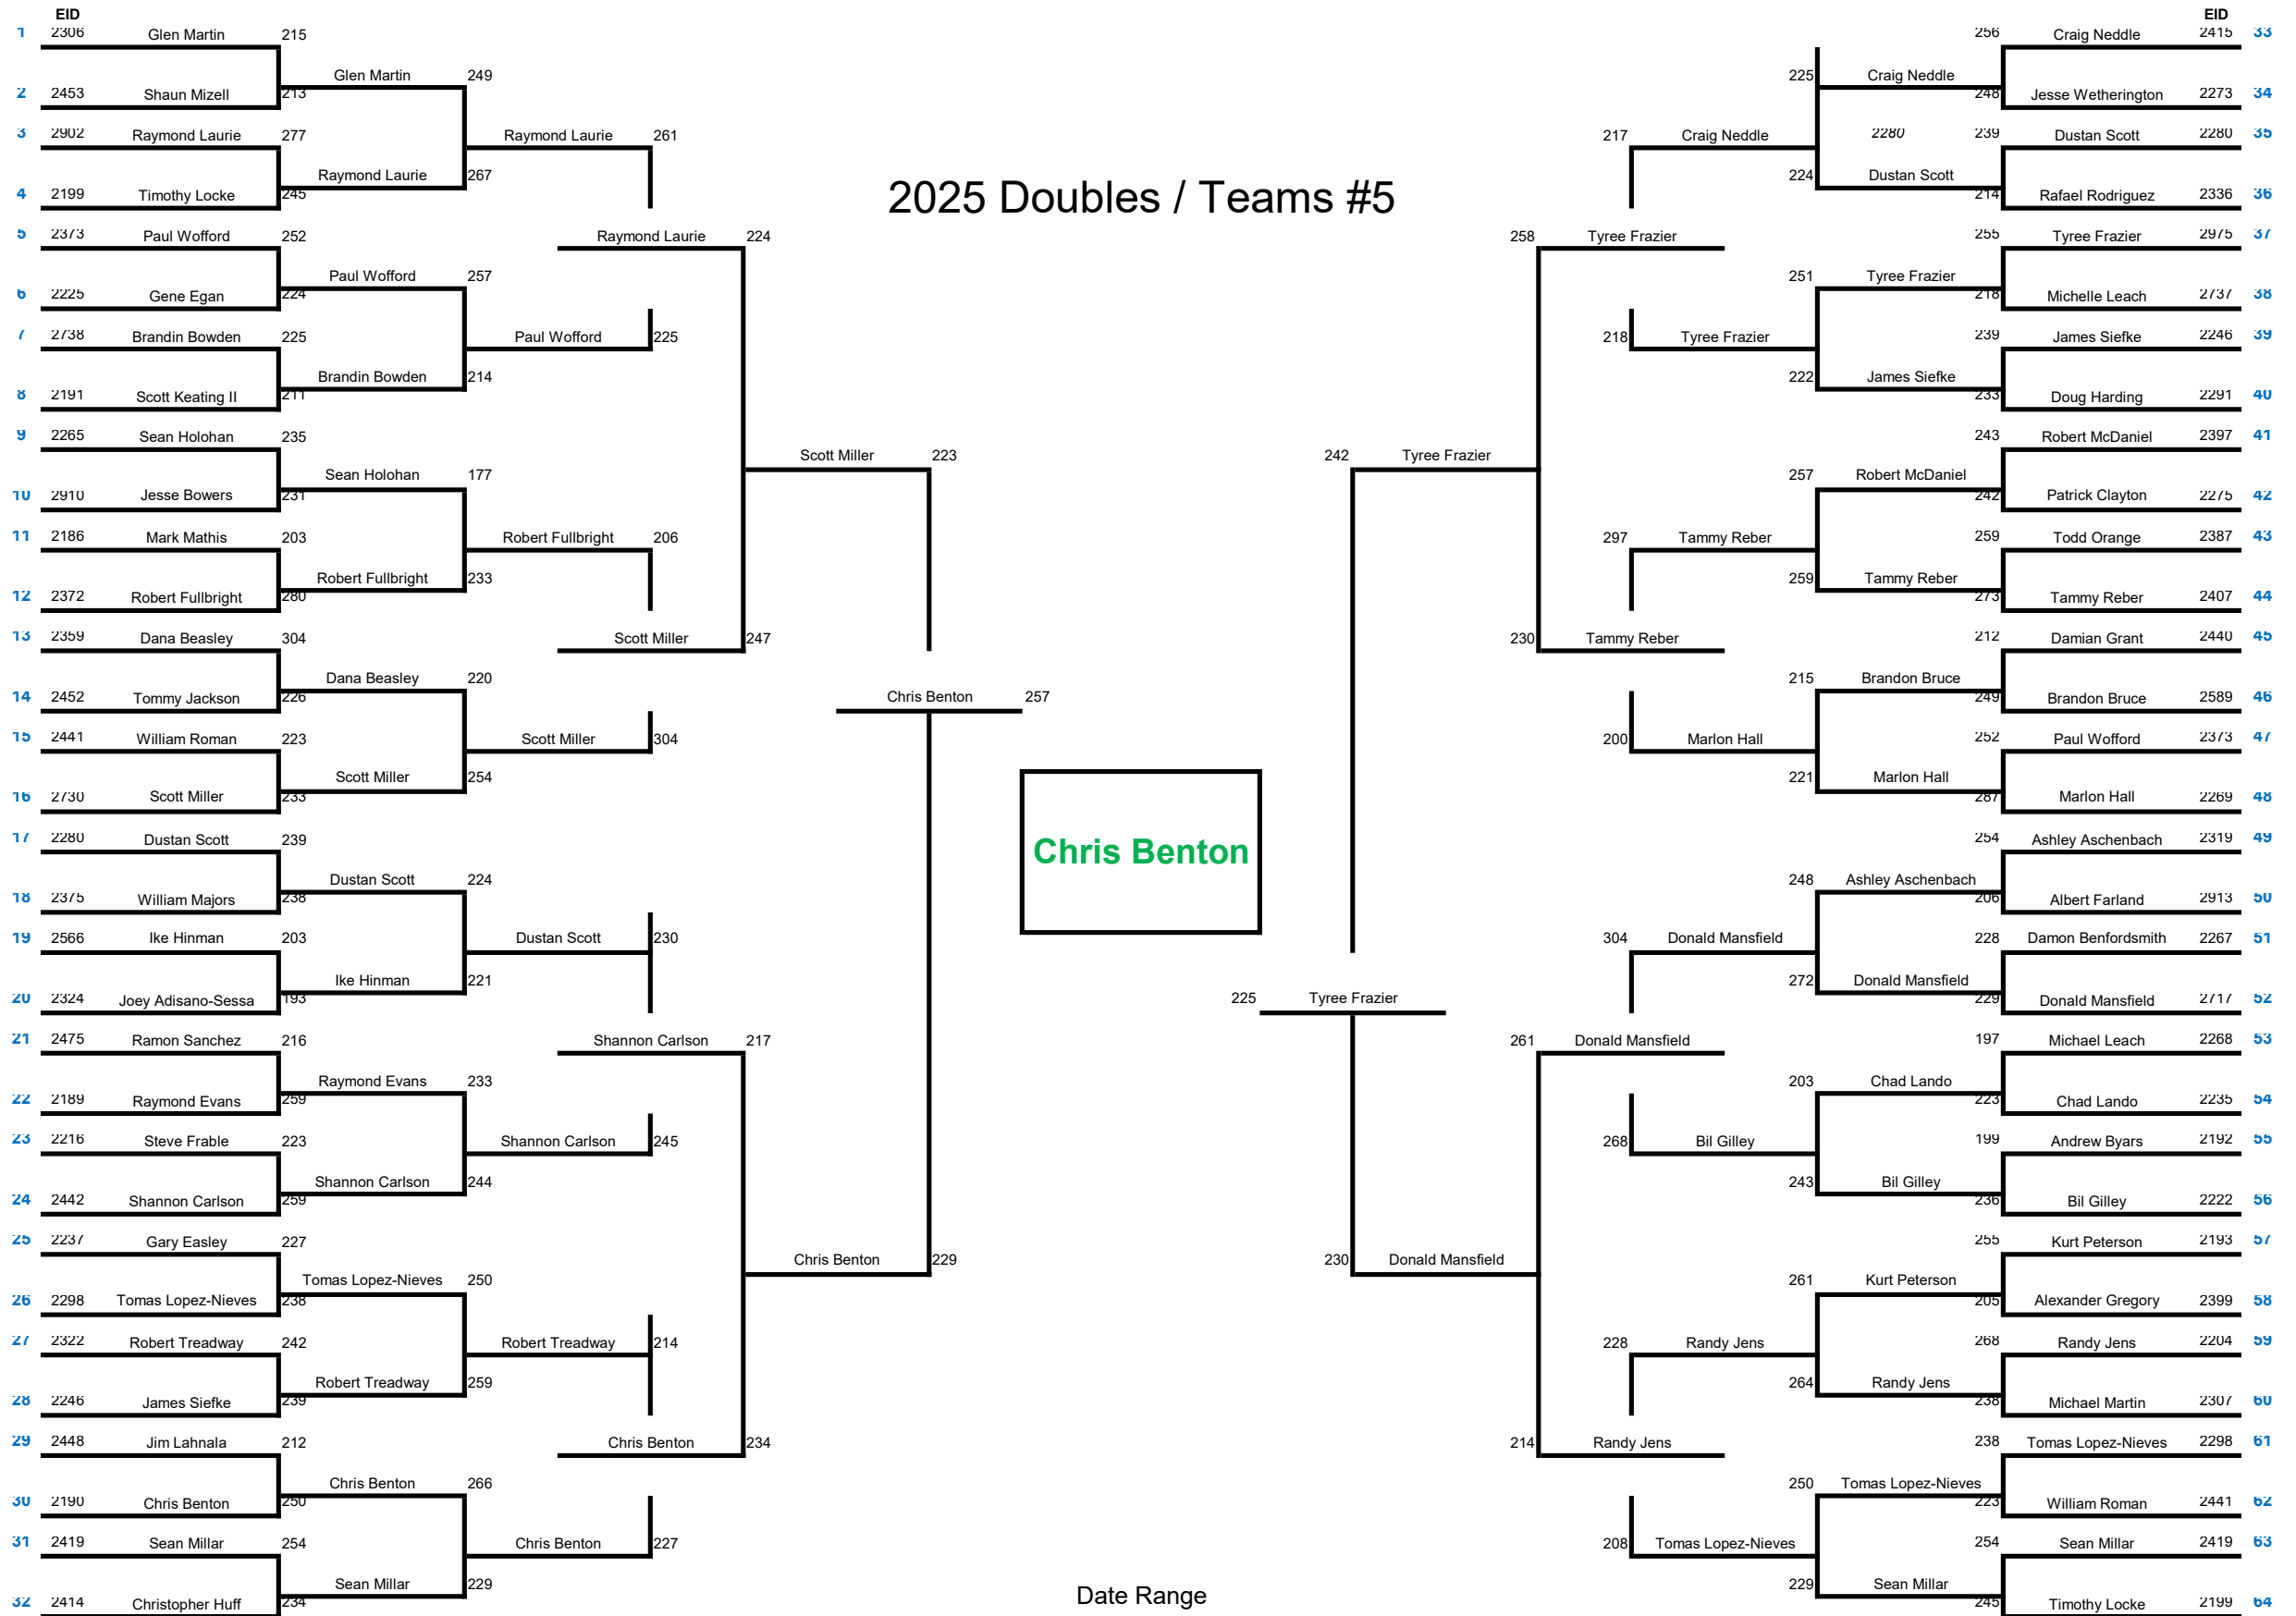 EID EID
1 2306 Glen Martin 215 256 Craig Neddle 2415 33
Glen Martin 249 225 Craig Neddle
2 2453 Shaun Mizell 213 248 Jesse Wetherington 2273 34
3 2902 Raymond Laurie 277 Raymond Laurie 261 217 Craig Neddle 2280 239 Dustan Scott 2280 35
Raymond Laurie 267 224 Dustan Scott
4 2199 Timothy Locke 245 214 Rafael Rodriguez 2336 36
2025 Doubles / Teams #5
5 2373 Paul Wofford 252 Raymond Laurie 224 258 Tyree Frazier 255 Tyree Frazier 2975 37
Paul Wofford 257 251 Tyree Frazier
6 2225 Gene Egan 224 218 Michelle Leach 2737 38
7 2738 Brandin Bowden 225 Paul Wofford 225 218 Tyree Frazier 239 James Siefke 2246 39
Brandin Bowden 214 222 James Siefke
8 2191 Scott Keating II 211 233 Doug Harding 2291 40
9 2265 Sean Holohan 235 243 Robert McDaniel 2397 41
Scott Miller 223 242 Tyree Frazier
Sean Holohan 177 257 Robert McDaniel
10 2910 Jesse Bowers 231 242 Patrick Clayton 2275 42
11 2186 Mark Mathis 203 Robert Fullbright 206 297 Tammy Reber 259 Todd Orange 2387 43
Robert Fullbright 233 259 Tammy Reber
12 2372 Robert Fullbright 280 273 Tammy Reber 2407 44
13 2359 Dana Beasley 304 Scott Miller 247 230 Tammy Reber 212 Damian Grant 2440 45
Dana Beasley 220 215 Brandon Bruce
14 2452 Tommy Jackson 226 Chris Benton 257 249 Brandon Bruce 2589 46
15 2441 William Roman 223 Scott Miller 304 200 Marlon Hall 252 Paul Wofford 2373 47
Scott Miller 254 221 Marlon Hall
16 2730 Scott Miller 233 287 Marlon Hall 2269 48
17 2280 Dustan Scott 239 254 Ashley Aschenbach 2319 49
Chris Benton
Dustan Scott 224 248 Ashley Aschenbach
18 2375 William Majors 238 206 Albert Farland 2913 50
19 2566 Ike Hinman 203 Dustan Scott 230 304 Donald Mansfield 228 Damon Benfordsmith 2267 51
Ike Hinman 221 272 Donald Mansfield
20 2324 Joey Adisano-Sessa 193 225 Tyree Frazier 229 Donald Mansfield 2717 52
21 2475 Ramon Sanchez 216 Shannon Carlson 217 261 Donald Mansfield 197 Michael Leach 2268 53
Raymond Evans 233 203 Chad Lando
22 2189 Raymond Evans 259 223 Chad Lando 2235 54
23 2216 Steve Frable 223 Shannon Carlson 245 268 Bil Gilley 199 Andrew Byars 2192 55
Shannon Carlson 244 243 Bil Gilley
24 2442 Shannon Carlson 259 236 Bil Gilley 2222 56
25 2237 Gary Easley 227 255 Kurt Peterson 2193 57
Chris Benton 229 230 Donald Mansfield
Tomas Lopez-Nieves 250 261 Kurt Peterson
26 2298 Tomas Lopez-Nieves 238 205 Alexander Gregory 2399 58
27 2322 Robert Treadway 242 Robert Treadway 214 228 Randy Jens 268 Randy Jens 2204 59
Robert Treadway 259 264 Randy Jens
28 2246 James Siefke 239 238 Michael Martin 2307 60
29 2448 Jim Lahnala 212 Chris Benton 234 214 Randy Jens 238 Tomas Lopez-Nieves 2298 61
Chris Benton 266 250 Tomas Lopez-Nieves
30 2190 Chris Benton 250 223 William Roman 2441 62
31 2419 Sean Millar 254 Chris Benton 227 208 Tomas Lopez-Nieves 254 Sean Millar 2419 63
Sean Millar 229 229 Sean Millar
Date Range
32 2414 Christopher Huff 234 245 Timothy Locke 2199 64